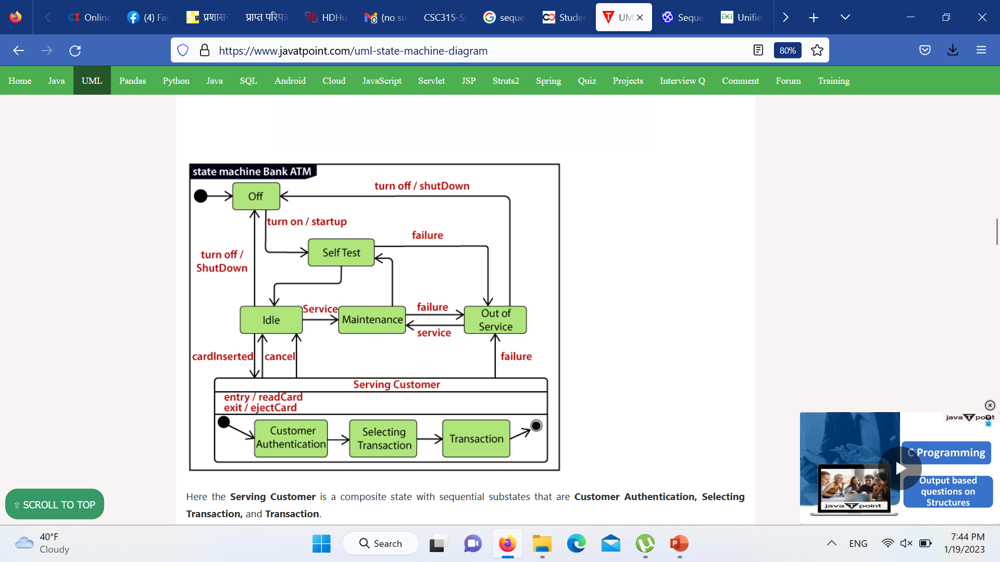 Online
(4) Fac
प्रशासन
प्राप्त परिपत्र
HDHu
(no su
CSC315-Sy
seque
Studer
UM
Seque
Unifie
https://www.javatpoint.com/uml-state-machine-diagram
80%
Home Java UML Pandas Python Java SQL Android Cloud JavaScript Servlet JSP Struts2 Spring Quiz Projects Interview Q Comment Forum Training
state machine Bank ATM
turn off / shutDown
Off
turn on / startup
failure
Self Test
turn off /
ShutDown
Idle
Service
Maintenance
failure
service
Out of
Service
cardInserted
cancel
failure
Serving Customer
entry / readCard
exit / ejectCard
Customer
Authentication
Selecting
Transaction
Transaction
Here the Serving Customer is a composite state with sequential substates that are Customer Authentication, Selecting
Transaction, and Transaction.
⇧ SCROLL TO TOP
C Programming
Output based
questions on
Structures
java T point
40°F
Cloudy
Search
ENG
7:44 PM
1/19/2023